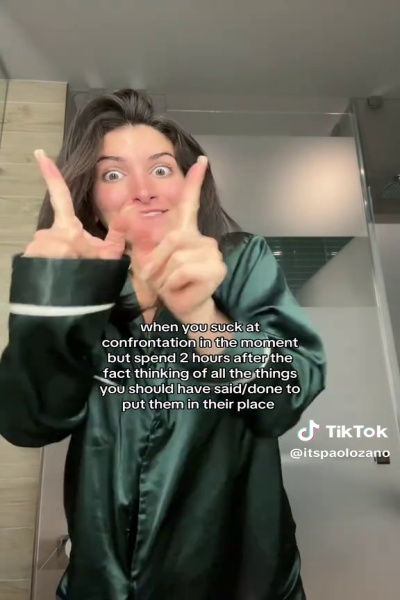 when you suck at
confrontation in the moment
but spend 2 hours after the
fact thinking of all the things
you should have said/done to
put them in their place
TikTok
@itspaolozano